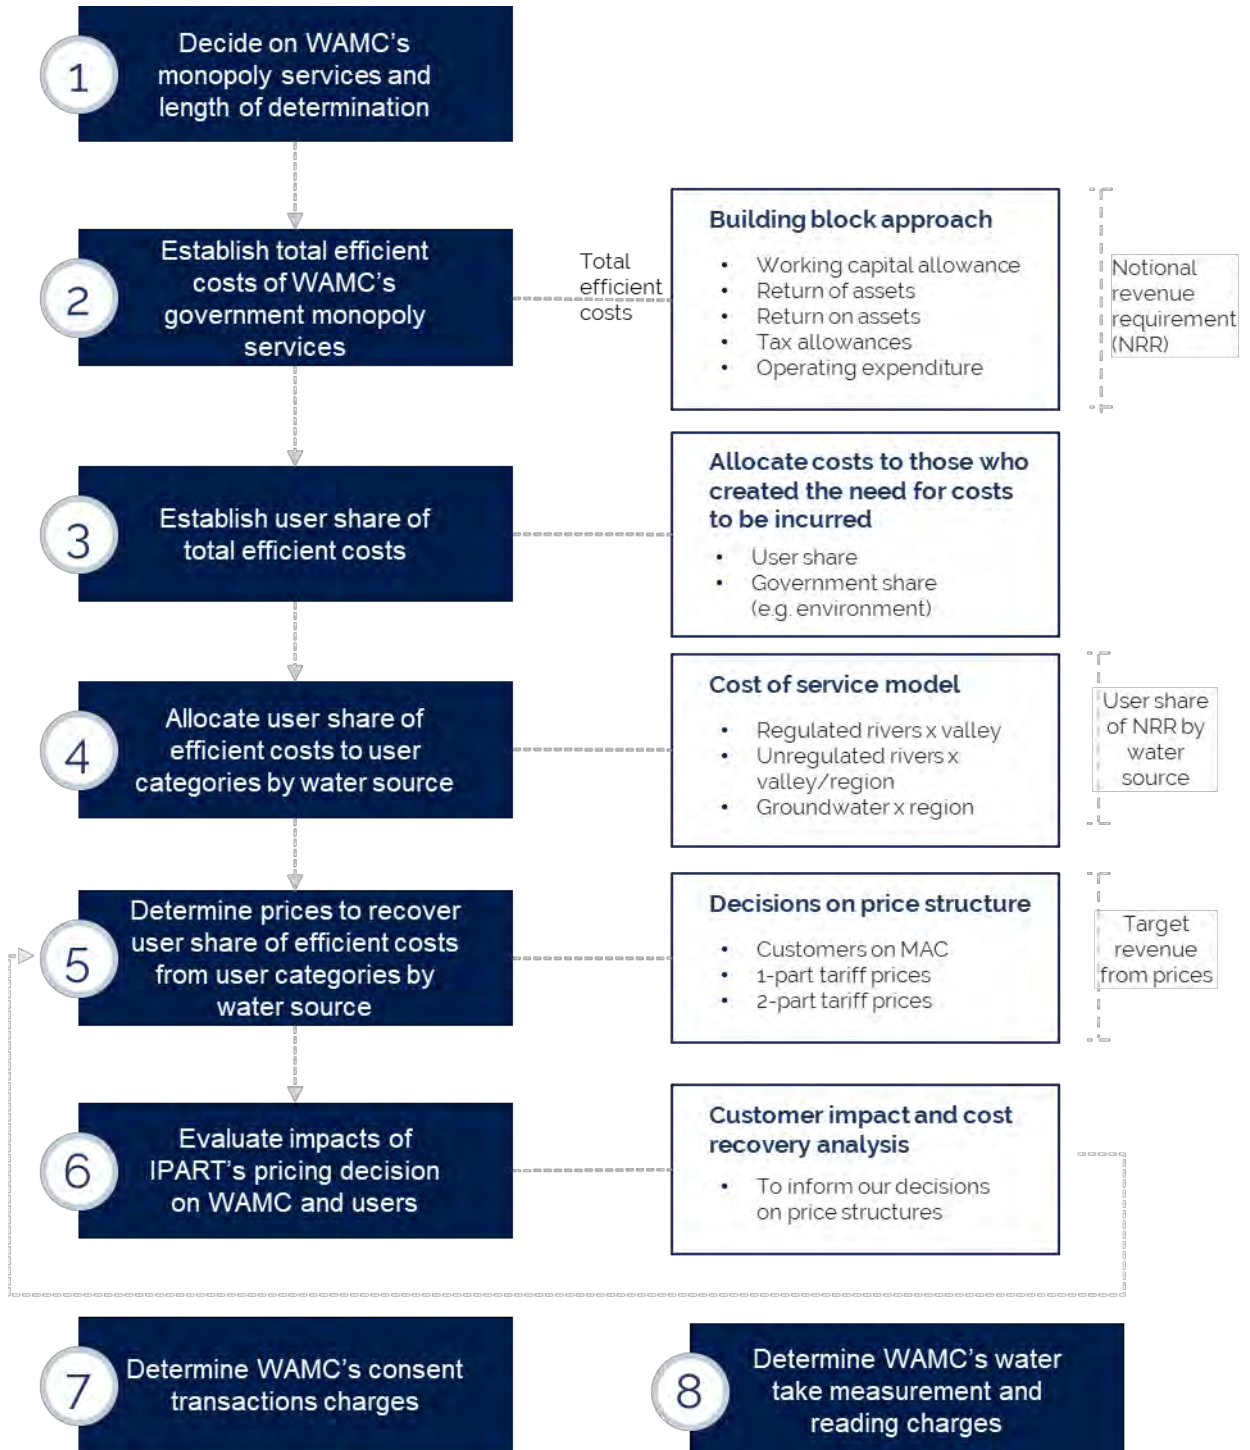 1
Decide on WAMC's
monopoly services and
length of determination
2
Establish total efficient
costs of WAMC's
government monopoly
services
Total
efficient
costs
Building block approach
• Working capital allowance
• Return of assets
• Return on assets
• Tax allowances
• Operating expenditure
Notional
revenue
requirement
(NRR)
3
Establish user share of
total efficient costs
Allocate costs to those who
created the need for costs
to be incurred
• User share
• Government share
(e.g. environment)
4
Allocate user share of
efficient costs to user
categories by water source
Cost of service model
• Regulated rivers x valley
• Unregulated rivers x
valley/region
• Groundwater x region
User share
of NRR by
water
source
5
Determine prices to recover
user share of efficient costs
from user categories by
water source
Decisions on price structure
• Customers on MAC
• 1-part tariff prices
• 2-part tariff prices
Target
revenue
from prices
6
Evaluate impacts of
IPART's pricing decision
on WAMC and users
Customer impact and cost
recovery analysis
• To inform our decisions
on price structures
7
Determine WAMC's consent
transactions charges
8
Determine WAMC's water
take measurement and
reading charges